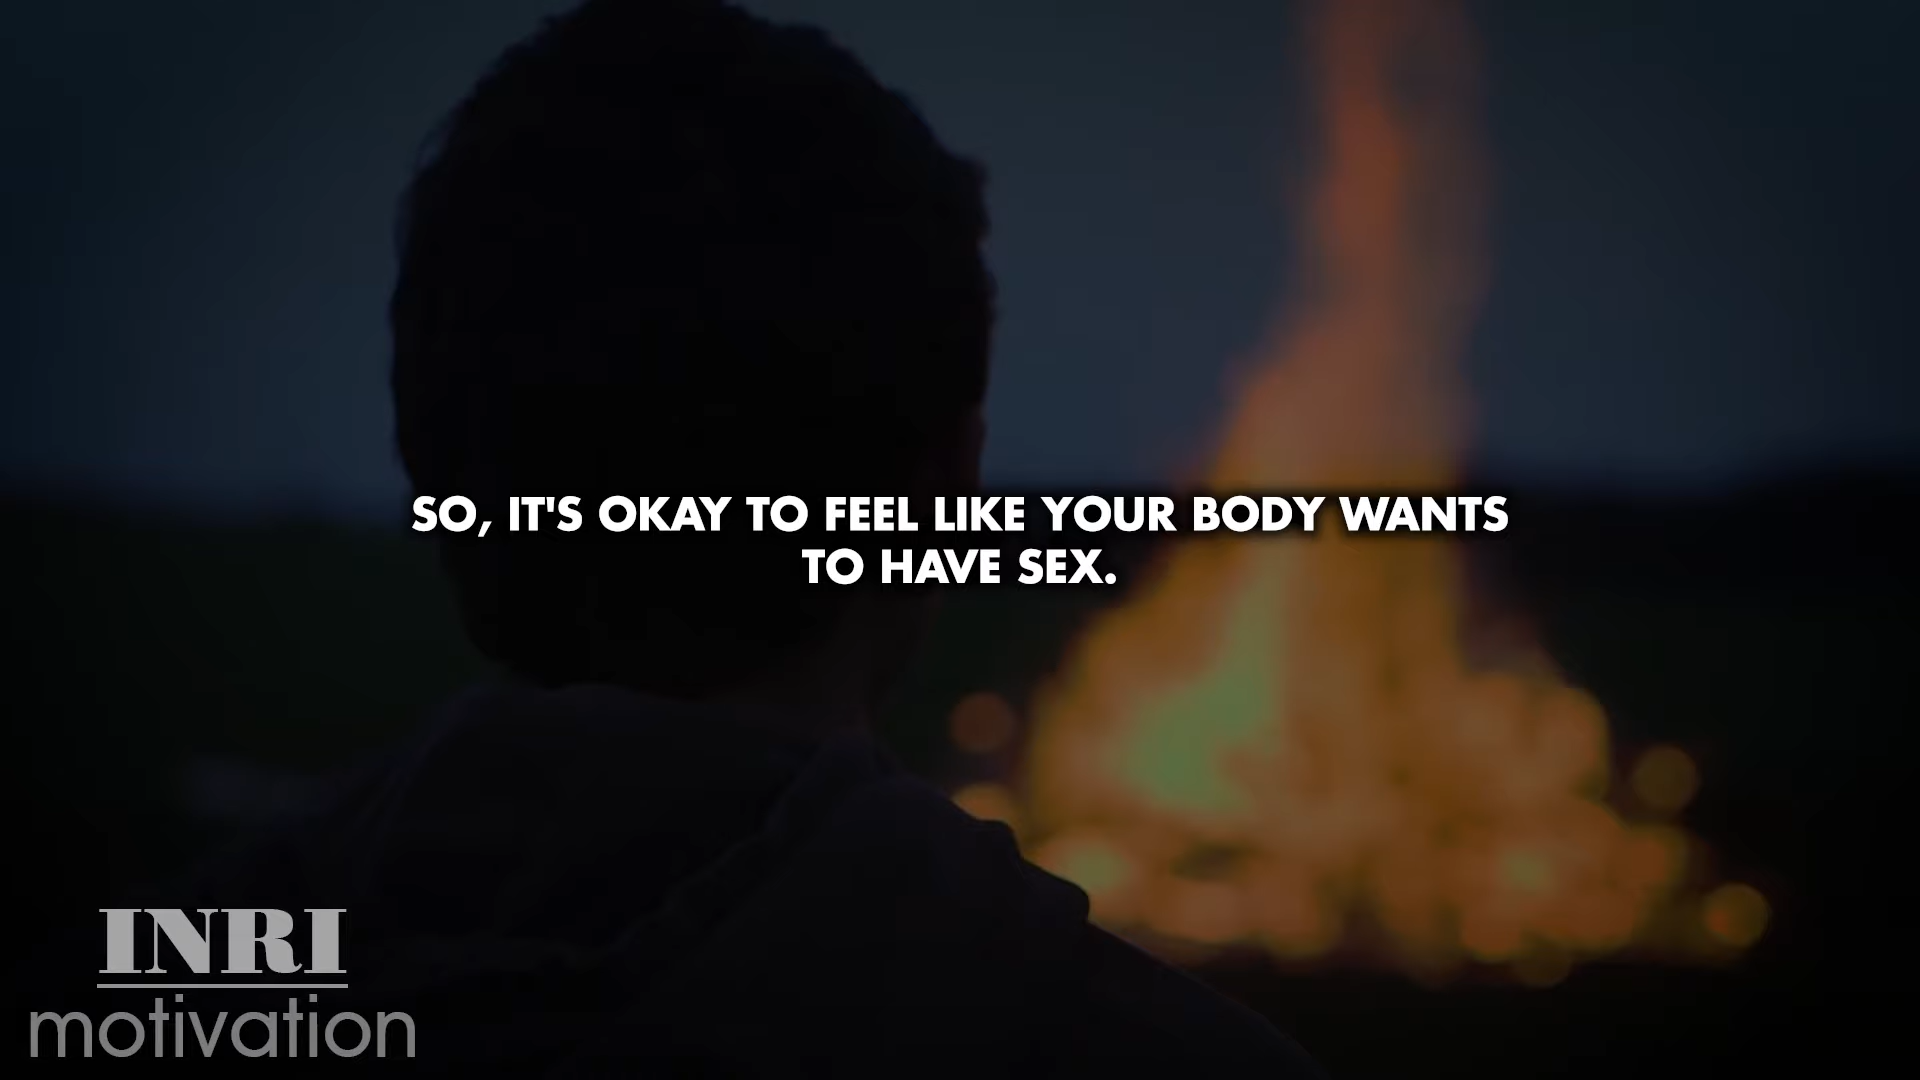 SO, IT'S OKAY TO FEEL LIKE YOUR BODY WANTS
TO HAVE SEX.
INRI
motivation